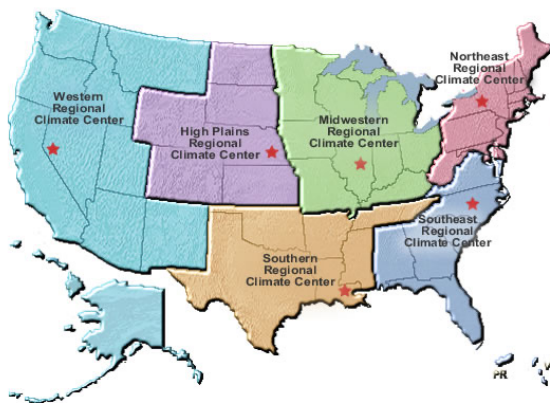 Northeast
Regional
Climate Center
Western
Regional
Climate Center
Midwestern
Regional
Climate Center
High Plains
Regional
Climate Center
Southeast
Regional
Climate Center
Southern
Regional
Climate Center
PR
V